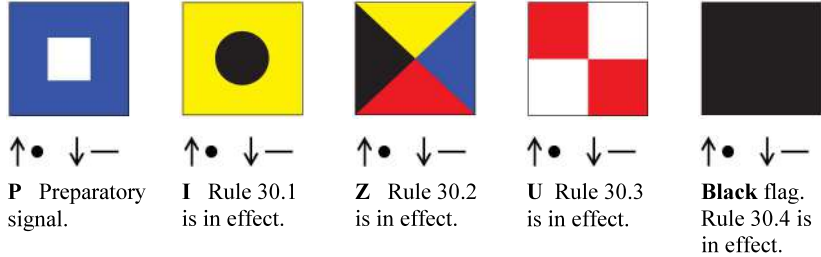 P Preparatory
signal.
I Rule 30.1
is in effect.
Z Rule 30.2
is in effect.
U Rule 30.3
is in effect.
Black flag.
Rule 30.4 is
in effect.